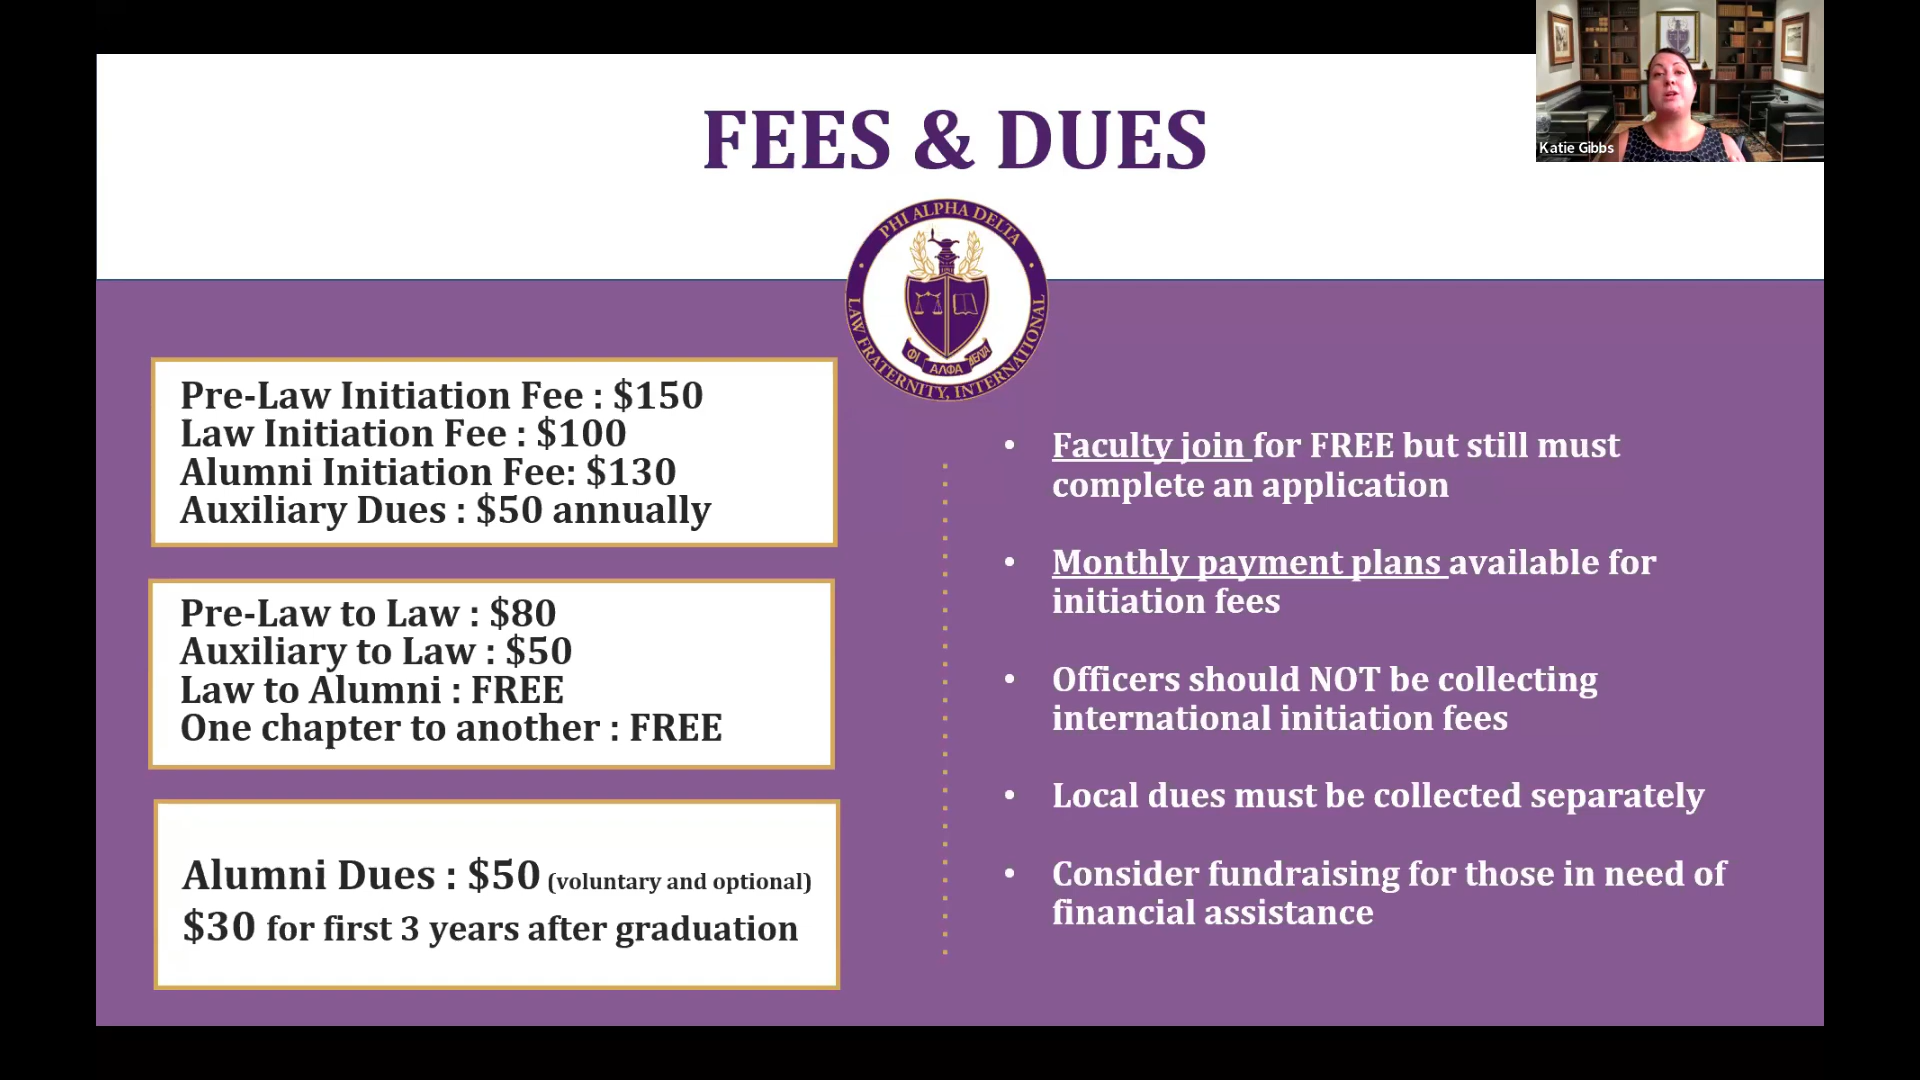 Katie Gibbs
FEES & DUES
PHI ALPHA DELTA
LAW FRATERNITY, INTERNATIONAL
ΦΙ ΑΛΦΑ ΔΕΛΤΑ
Pre-Law Initiation Fee : $150
Law Initiation Fee : $100
Alumni Initiation Fee: $130
Auxiliary Dues : $50 annually
Pre-Law to Law : $80
Auxiliary to Law : $50
Law to Alumni : FREE
One chapter to another : FREE
Alumni Dues : $50 (voluntary and optional)
$30 for first 3 years after graduation
• Faculty join for FREE but still must
complete an application
• Monthly payment plans available for
initiation fees
• Officers should NOT be collecting
international initiation fees
• Local dues must be collected separately
• Consider fundraising for those in need of
financial assistance